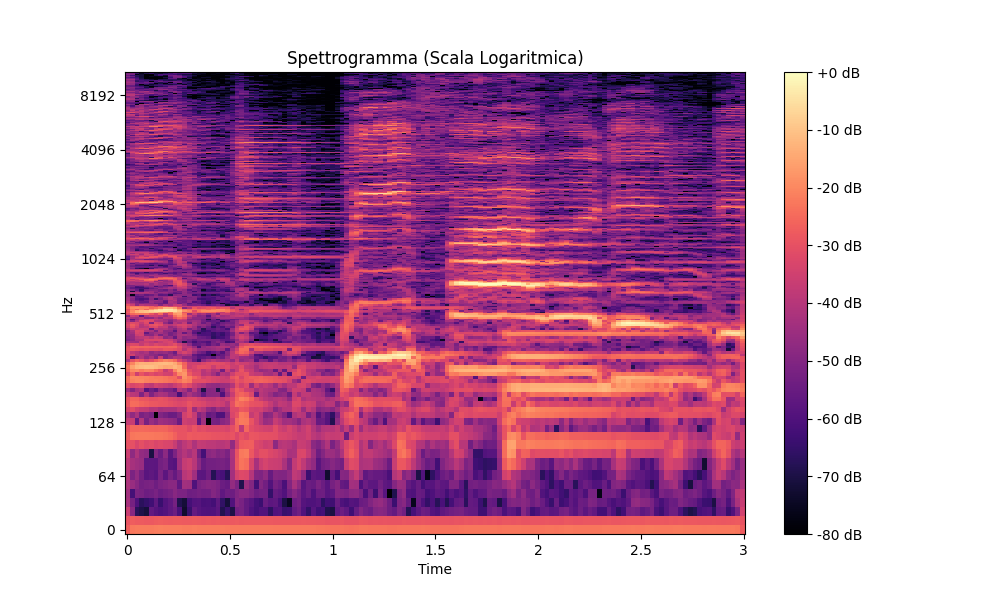 Spettrogramma (Scala Logaritmica)
Hz
8192
4096
2048
1024
512
256
128
64
0
0 0.5 1 1.5 2 2.5 3
Time
+0 dB
-10 dB
-20 dB
-30 dB
-40 dB
-50 dB
-60 dB
-70 dB
-80 dB